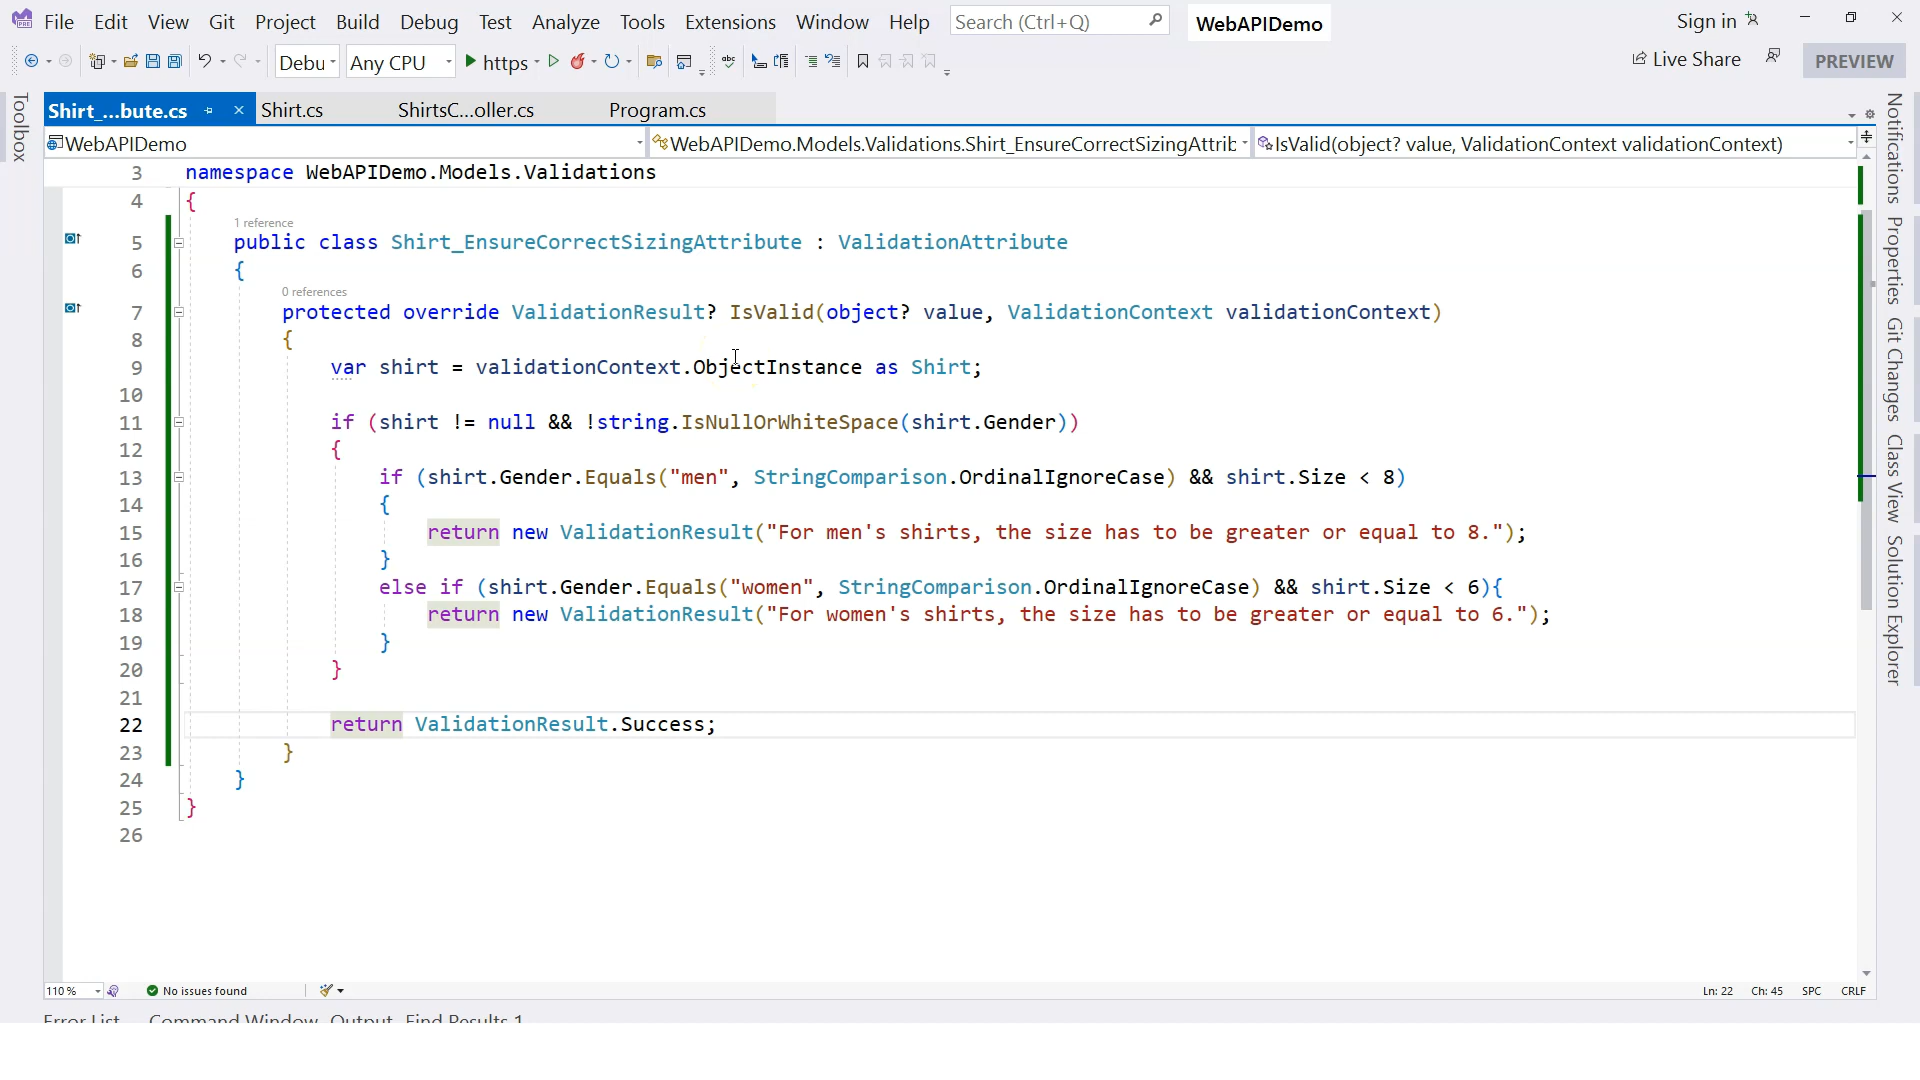 File Edit View Git Project Build Debug Test Analyze Tools Extensions Window Help Search (Ctrl+Q) WebAPIDemo Sign in
Debu Any CPU https Live Share PREVIEW
Toolbox
Shirt_...bute.cs Shirt.cs ShirtsC...oller.cs Program.cs
WebAPIDemo WebAPIDemo.Models.Validations.Shirt_EnsureCorrectSizingAttrib IsValid(object? value, ValidationContext validationContext)
3 namespace WebAPIDemo.Models.Validations
4 {
1 reference
5 public class Shirt_EnsureCorrectSizingAttribute : ValidationAttribute
6 {
0 references
7 protected override ValidationResult? IsValid(object? value, ValidationContext validationContext)
8 {
9 var shirt = validationContext.ObjectInstance as Shirt;
10
11 if (shirt != null && !string.IsNullOrWhiteSpace(shirt.Gender))
12 {
13 if (shirt.Gender.Equals("men", StringComparison.OrdinalIgnoreCase) && shirt.Size < 8)
14 {
15 return new ValidationResult("For men's shirts, the size has to be greater or equal to 8.");
16 }
17 else if (shirt.Gender.Equals("women", StringComparison.OrdinalIgnoreCase) && shirt.Size < 6){
18 return new ValidationResult("For women's shirts, the size has to be greater or equal to 6.");
19 }
20 }
21
22 return ValidationResult.Success;
23 }
24 }
25 }
26
Notifications
Properties
Git Changes
Class View
Solution Explorer
110 % No issues found Ln: 22 Ch: 45 SPC CRLF
Error List Command Window Output Find Results 1